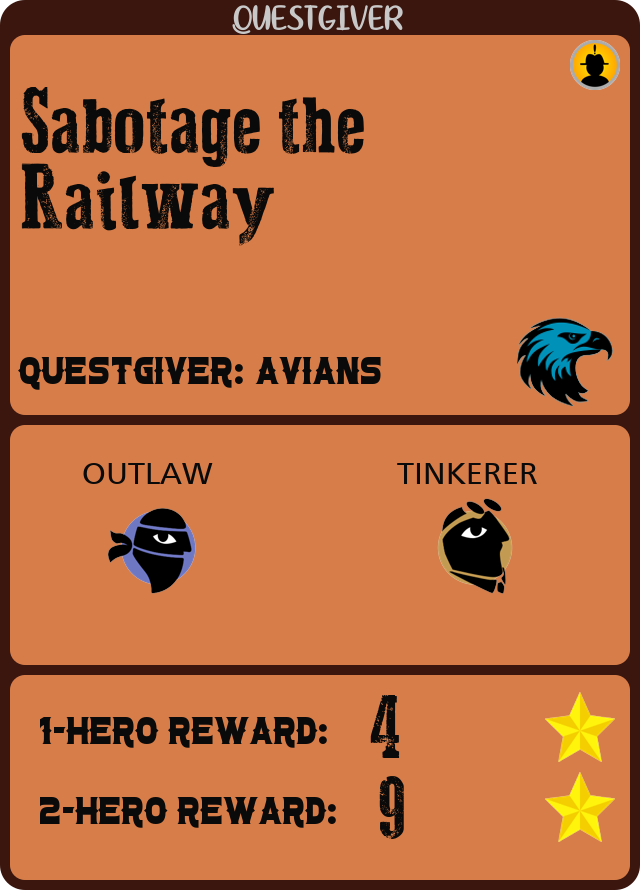 QUESTGIVER
Sabotage the
Railway
QUESTGIVER: AVIANS
OUTLAW TINKERER
1-HERO REWARD: 4
2-HERO REWARD: 9